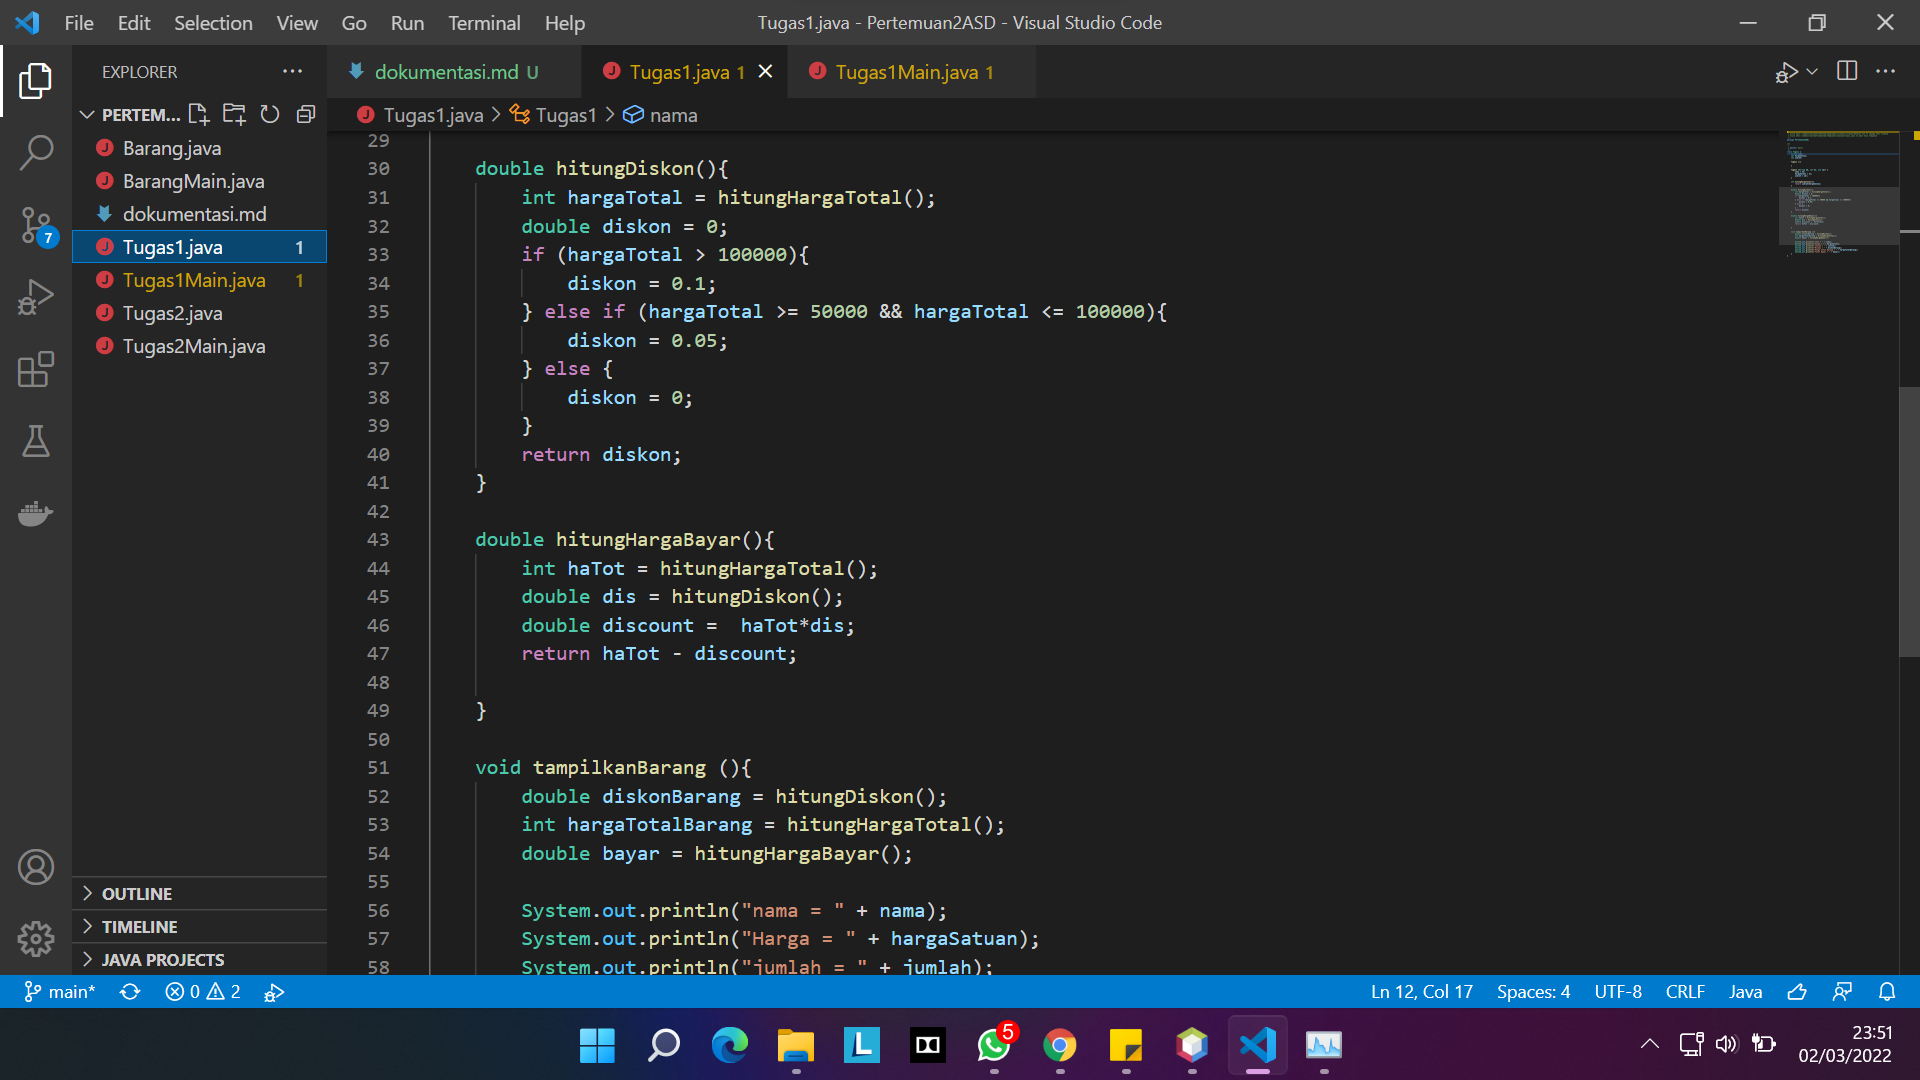 File Edit Selection View Go Run Terminal Help
Tugas1.java - Pertemuan2ASD - Visual Studio Code
EXPLORER
PERTEM...
Barang.java
BarangMain.java
dokumentasi.md
Tugas1.java 1
Tugas1Main.java 1
Tugas2.java
Tugas2Main.java
OUTLINE
TIMELINE
JAVA PROJECTS
7
dokumentasi.md U
Tugas1.java 1
Tugas1Main.java 1
Tugas1.java > Tugas1 > nama
29
30 double hitungDiskon(){
31 int hargaTotal = hitungHargaTotal();
32 double diskon = 0;
33 if (hargaTotal > 100000){
34 diskon = 0.1;
35 } else if (hargaTotal >= 50000 && hargaTotal <= 100000){
36 diskon = 0.05;
37 } else {
38 diskon = 0;
39 }
40 return diskon;
41 }
42
43 double hitungHargaBayar(){
44 int haTot = hitungHargaTotal();
45 double dis = hitungDiskon();
46 double discount =  haTot*dis;
47 return haTot - discount;
48
49 }
50
51 void tampilkanBarang (){
52 double diskonBarang = hitungDiskon();
53 int hargaTotalBarang = hitungHargaTotal();
54 double bayar = hitungHargaBayar();
55
56 System.out.println("nama = " + nama);
57 System.out.println("Harga = " + hargaSatuan);
58 System.out.println("jumlah = " + jumlah);
main* 0 2
Ln 12, Col 17 Spaces: 4 UTF-8 CRLF Java
L
5
23:51
02/03/2022